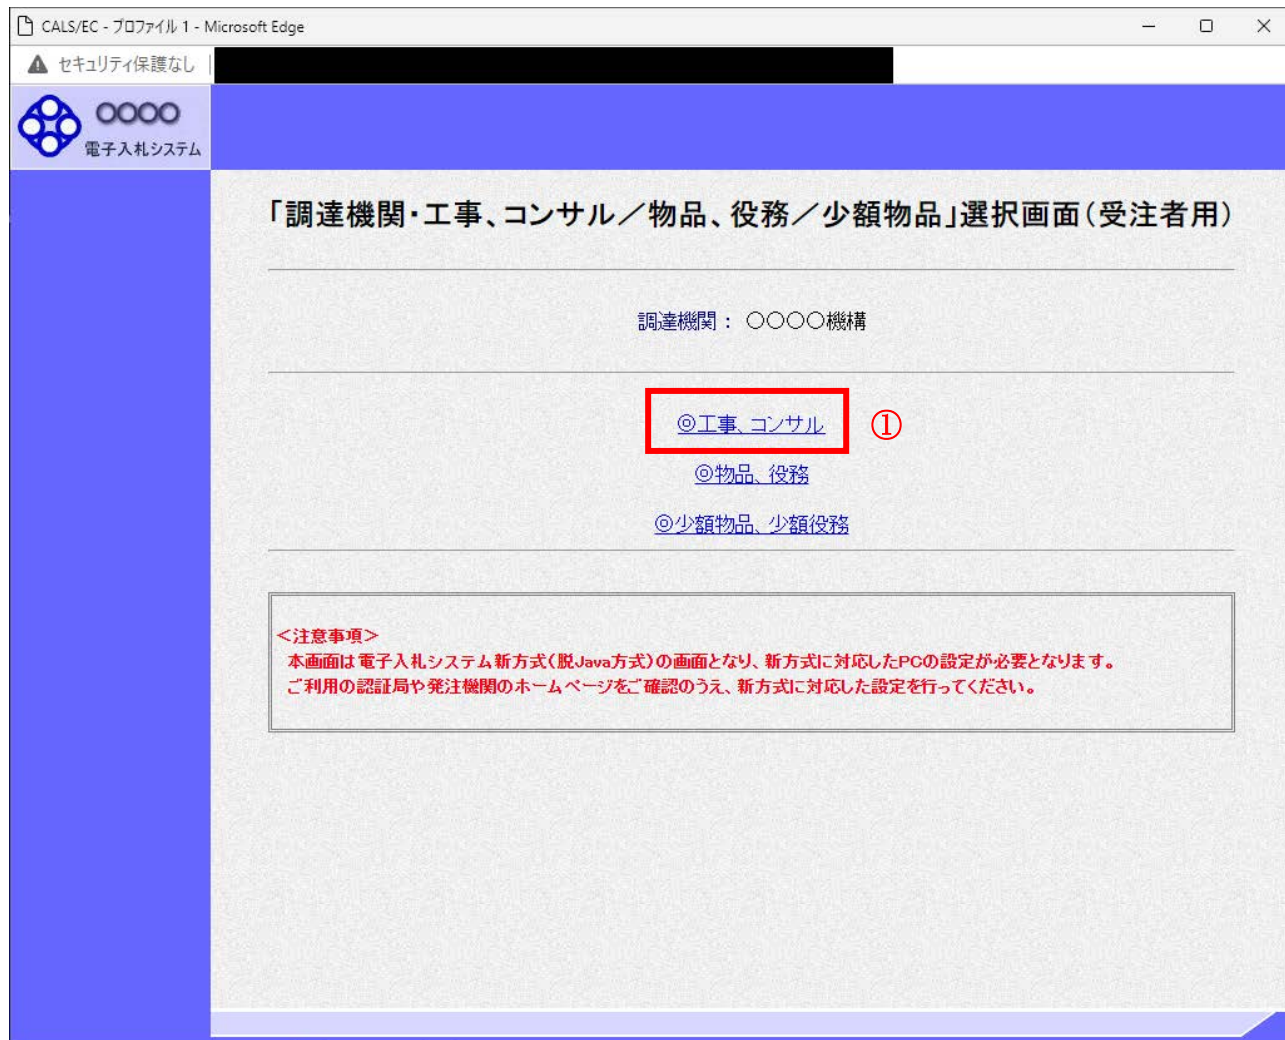 CALS/EC - プロファイル 1 - Microsoft Edge
セキュリティ保護なし
〇〇〇〇
電子入札システム
「調達機関・工事、コンサル／物品、役務／少額物品」選択画面（受注者用）
調達機関： 〇〇〇〇機構
◎工事、コンサル
①
◎物品、役務
◎少額物品、少額役務
＜注意事項＞
本画面は電子入札システム新方式（脱Java方式）の画面となり、新方式に対応したPCの設定が必要となります。
ご利用の認証局や発注機関のホームページをご確認のうえ、新方式に対応した設定を行ってください。